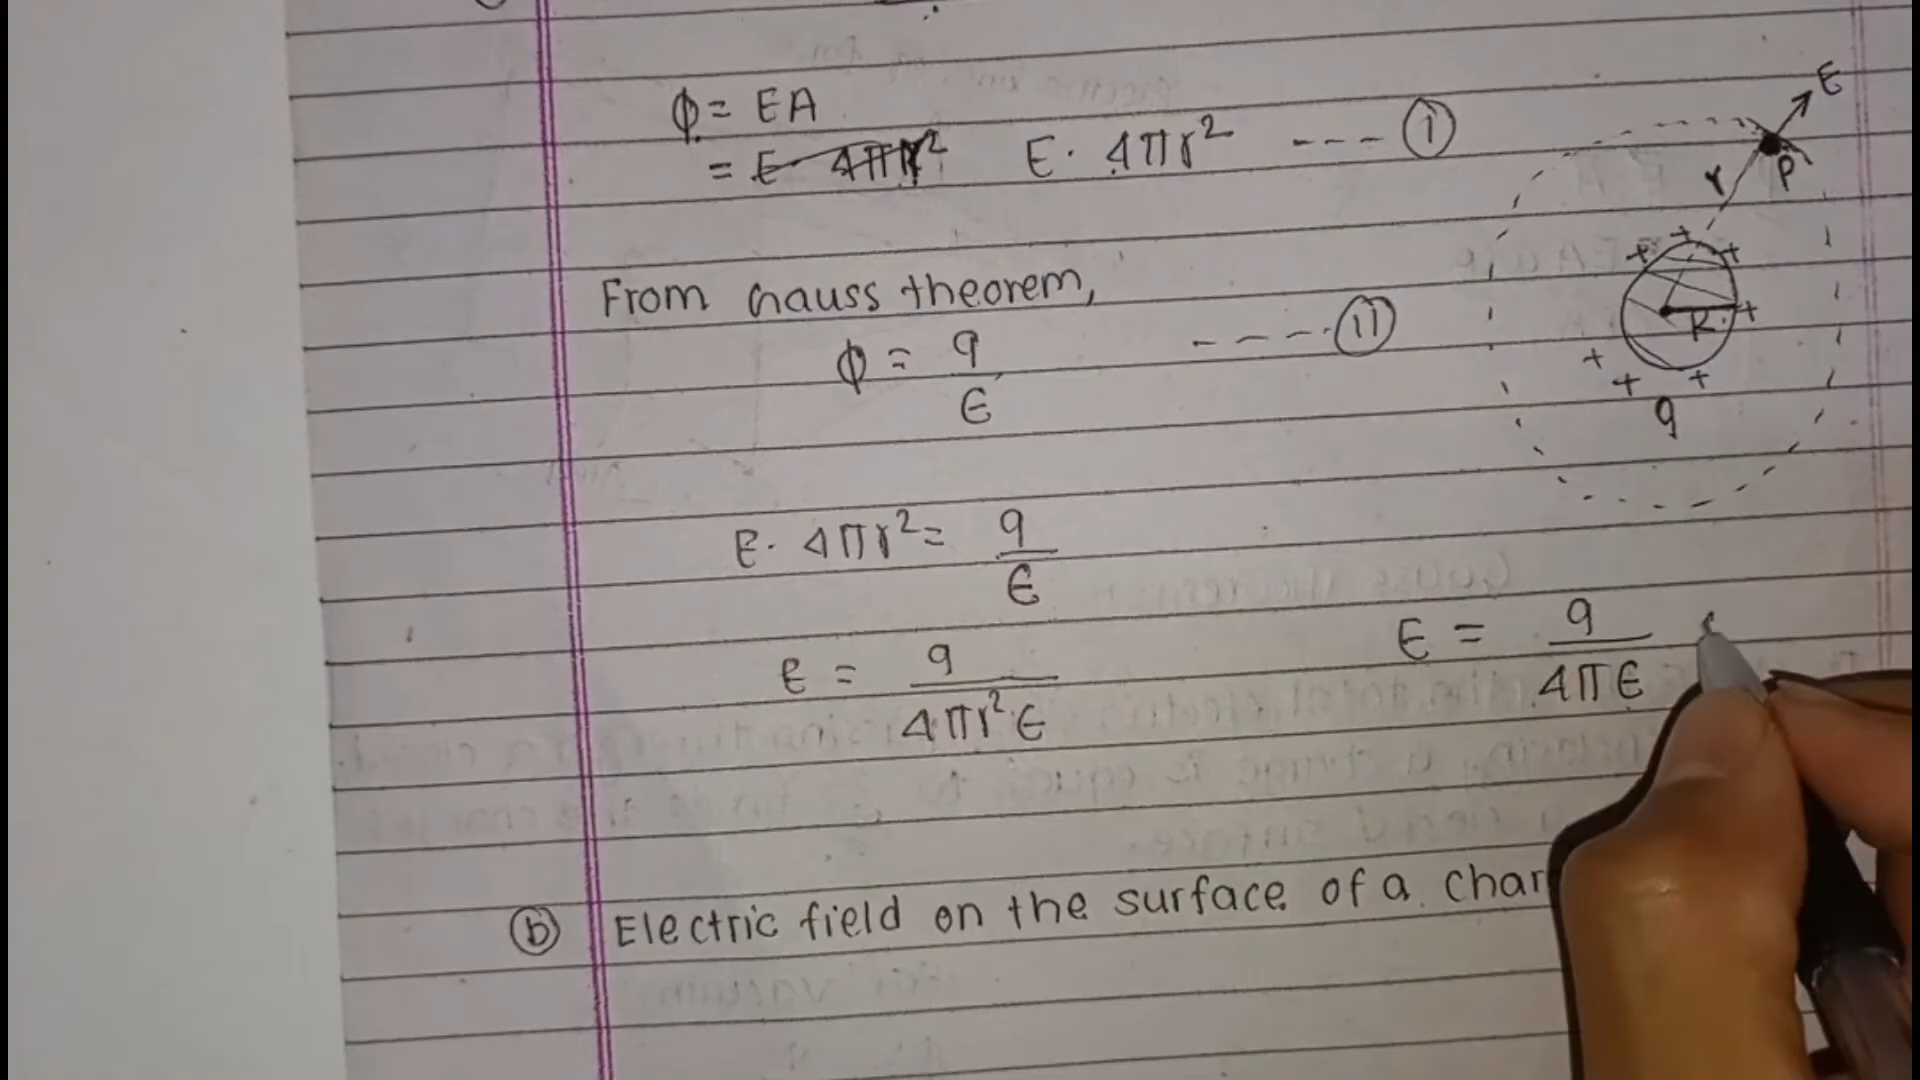 ϕ = EA
= E 4πr² E · 4πr² --- (I)
E
P
r
From Gauss theorem,
ϕ = q/ϵ ----- (II)
R
q
E · 4πr² = q/ϵ
E = q/4πr²ϵ
E = q/4πϵ
(b) Electric field on the surface of a char